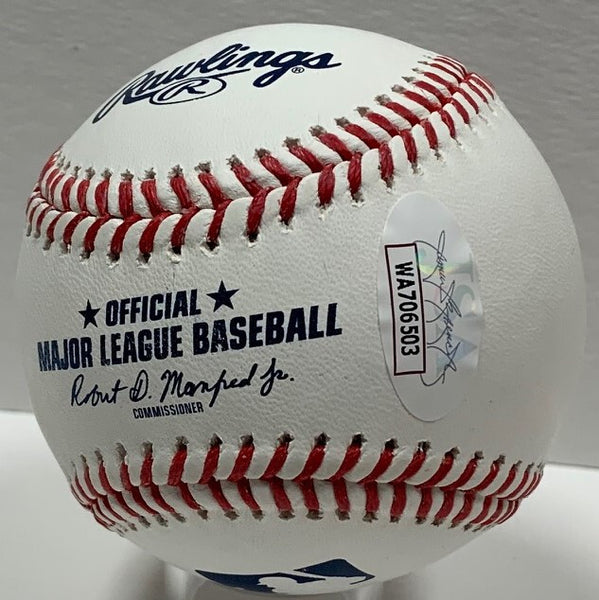 Rawlings®
R
★ OFFICIAL ★
MAJOR LEAGUE BASEBALL
Robert D. Manfred Jr.
COMMISSIONER
WA706503